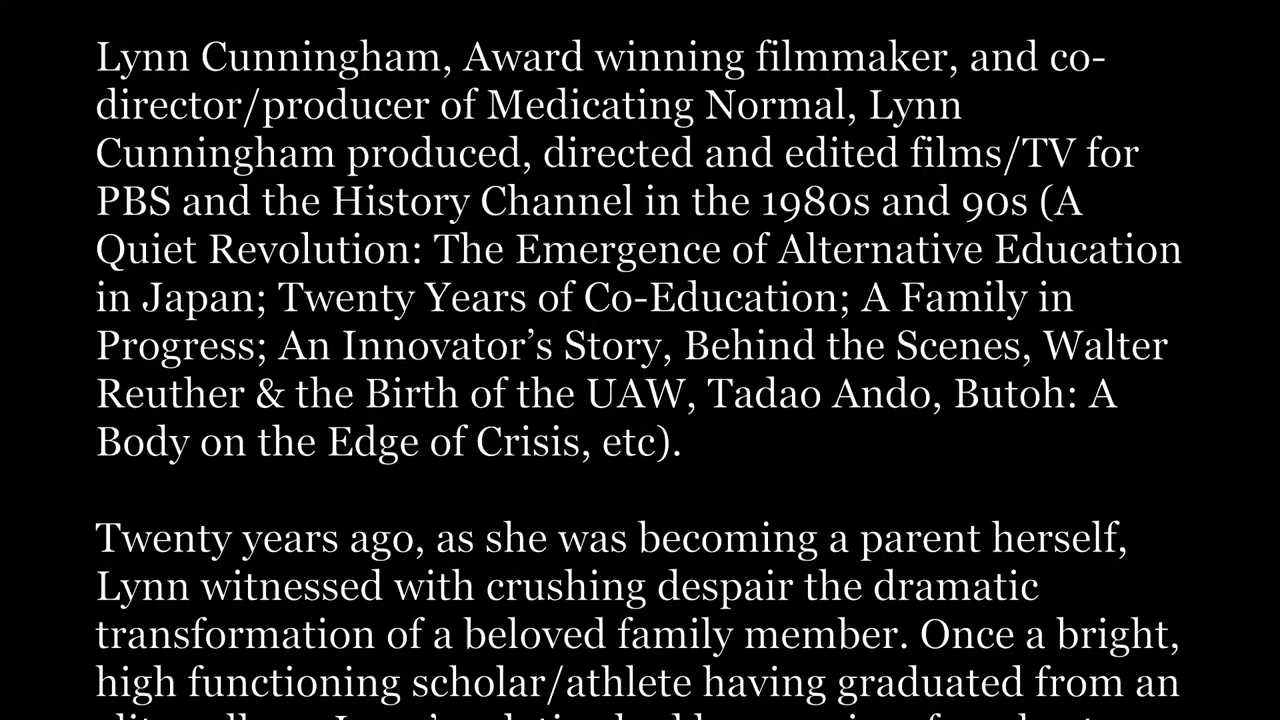 Lynn Cunningham, Award winning filmmaker, and co-
director/producer of Medicating Normal, Lynn
Cunningham produced, directed and edited films/TV for
PBS and the History Channel in the 1980s and 90s (A
Quiet Revolution: The Emergence of Alternative Education
in Japan; Twenty Years of Co-Education; A Family in
Progress; An Innovator’s Story, Behind the Scenes, Walter
Reuther & the Birth of the UAW, Tadao Ando, Butoh: A
Body on the Edge of Crisis, etc).
Twenty years ago, as she was becoming a parent herself,
Lynn witnessed with crushing despair the dramatic
transformation of a beloved family member. Once a bright,
high functioning scholar/athlete having graduated from an